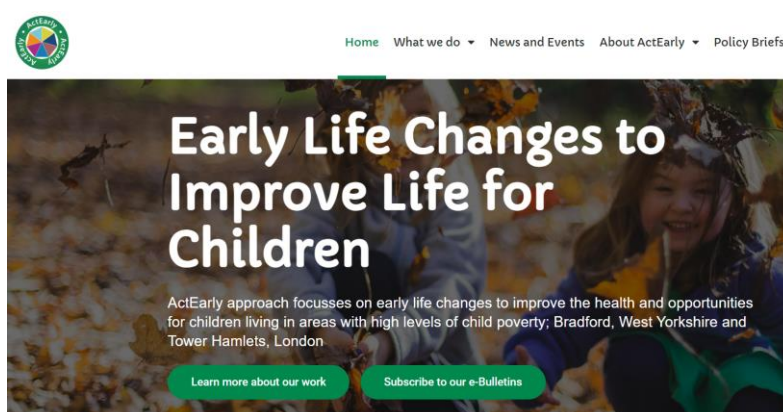 ActEarly • ActEarly • ActEarly •
Home What we do News and Events About ActEarly Policy Briefs
Early Life Changes to
Improve Life for
Children
ActEarly approach focusses on early life changes to improve the health and opportunities
for children living in areas with high levels of child poverty; Bradford, West Yorkshire and
Tower Hamlets, London
Learn more about our work Subscribe to our e-Bulletins